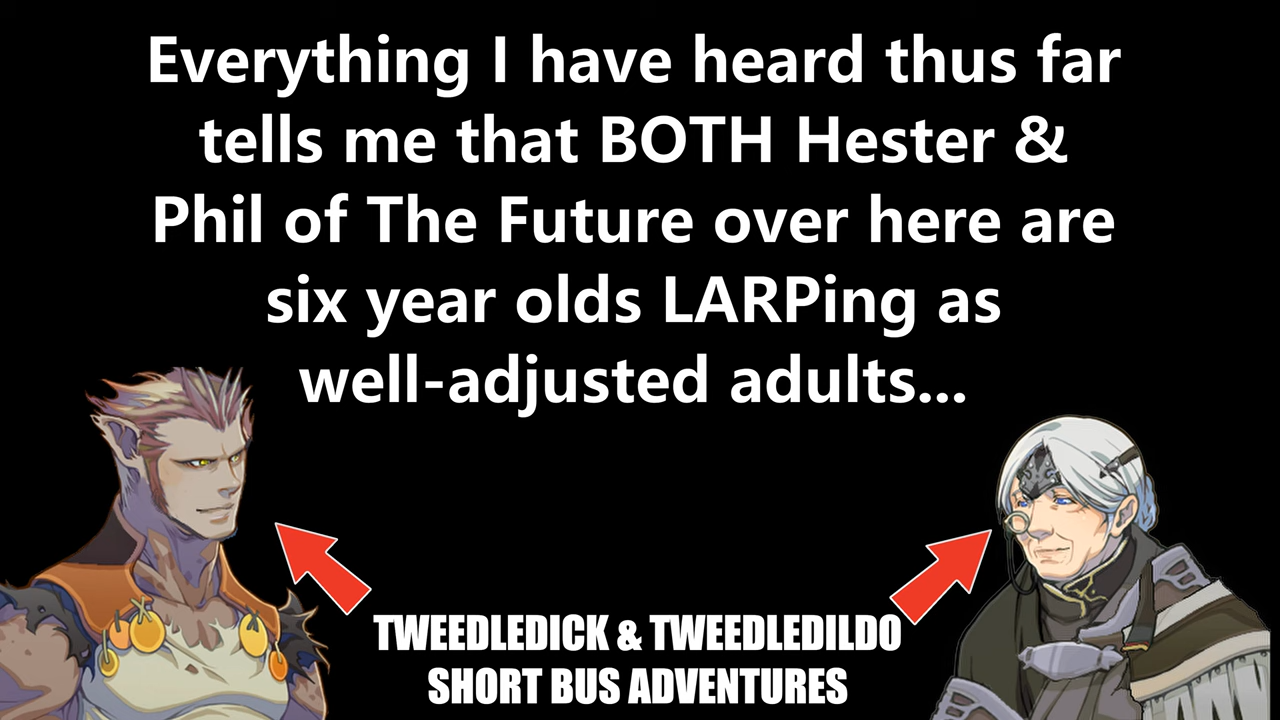 Everything I have heard thus far
tells me that BOTH Hester &
Phil of The Future over here are
six year olds LARPing as
well-adjusted adults...
TWEEDLEDICK & TWEEDLEDILDO
SHORT BUS ADVENTURES